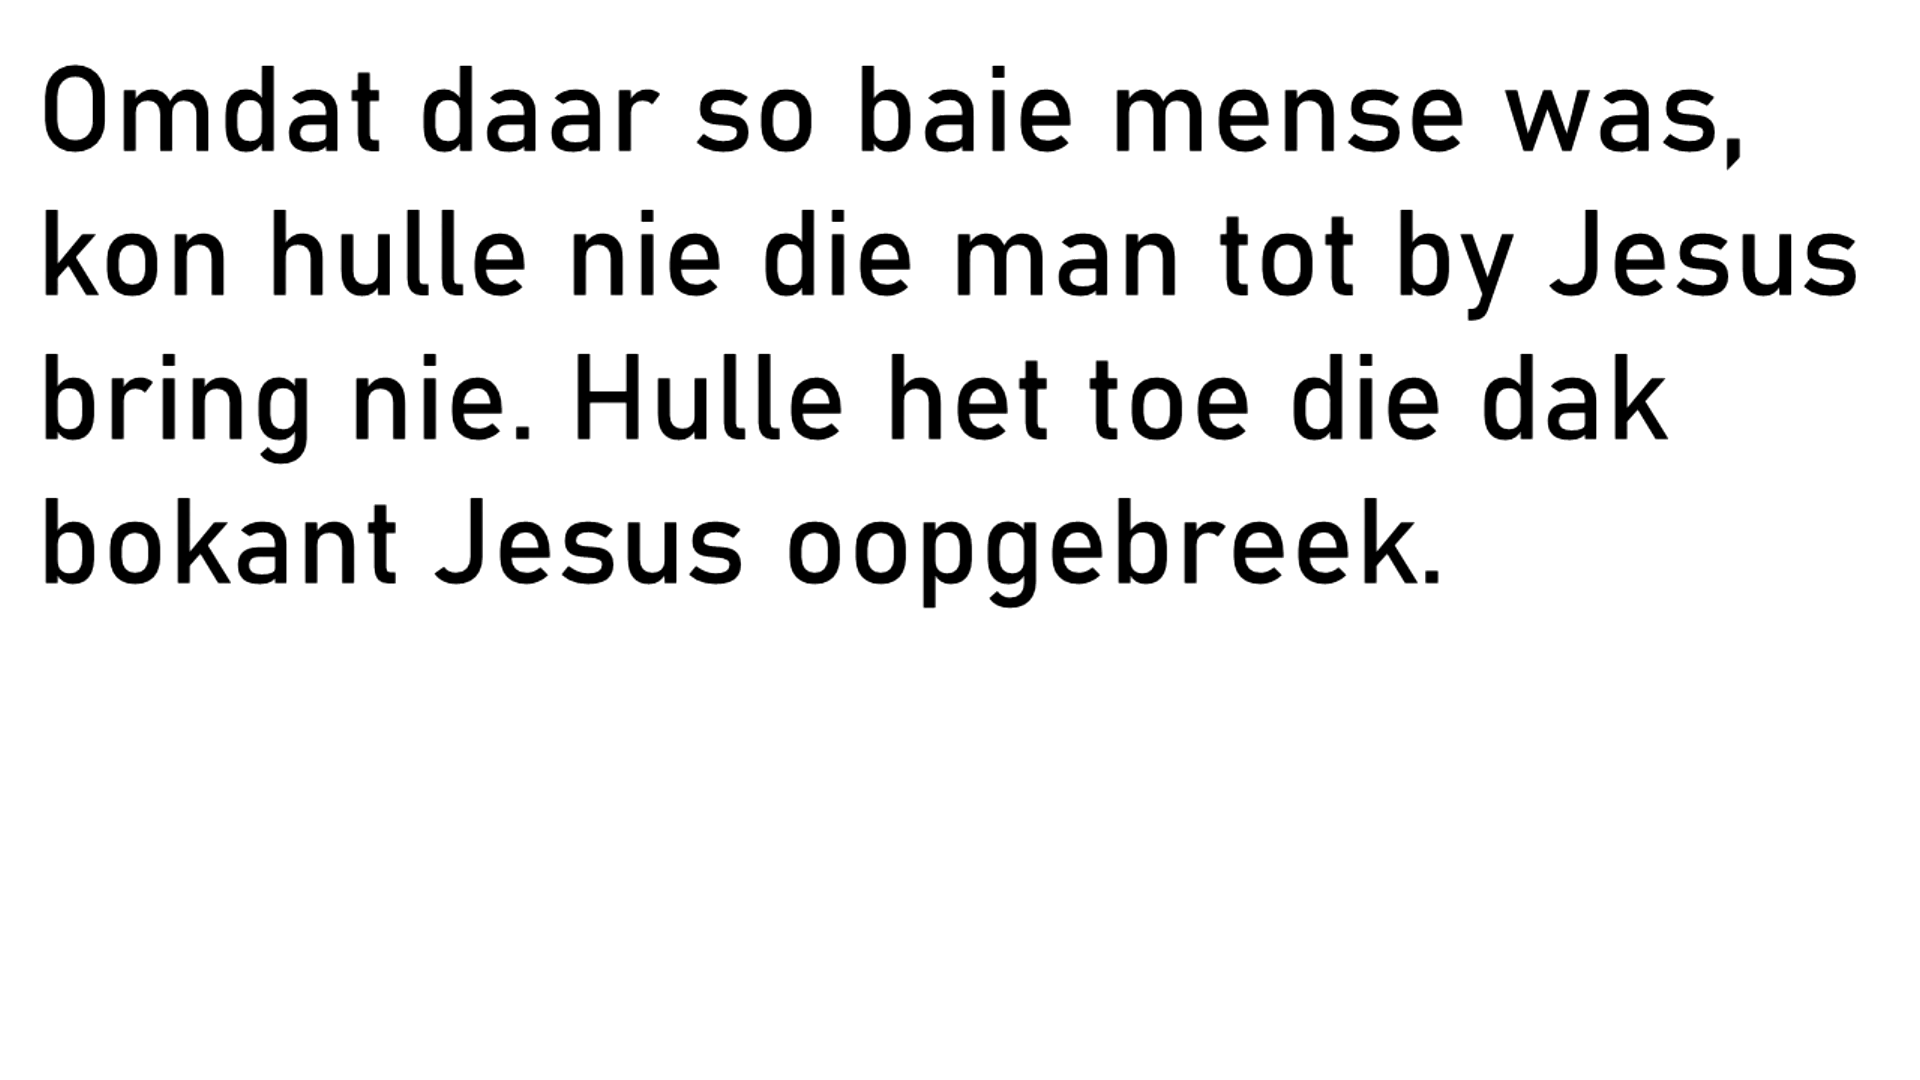 Omdat daar so baie mense was,
kon hulle nie die man tot by Jesus
bring nie. Hulle het toe die dak
bokant Jesus oopgebreek.